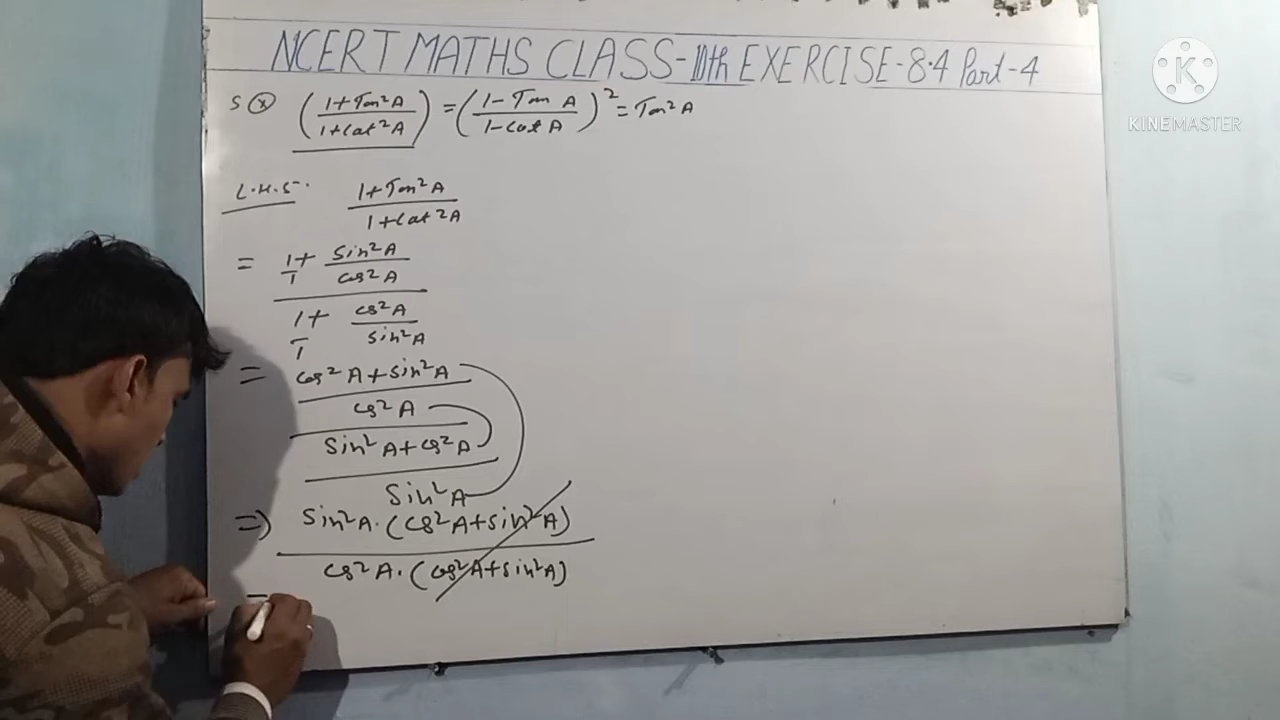 NCERT MATHS CLASS-10th EXERCISE-8.4 Part-4
KINEMASTER
5 (x) ((1+Tan²A)/(1+Cot²A)) = ((1-Tan A)/(1-Cot A))² = Tan²A
L.H.S. (1+Tan²A)/(1+Cot²A)
= (1/1 + Sin²A/Cos²A)/(1/1 + Cos²A/Sin²A)
= ((Cos²A+Sin²A)/Cos²A)/((Sin²A+Cos²A)/Sin²A)
=> Sin²A.(Cos²A+Sin²A)/Cos²A.(Cos²A+Sin²A)
=